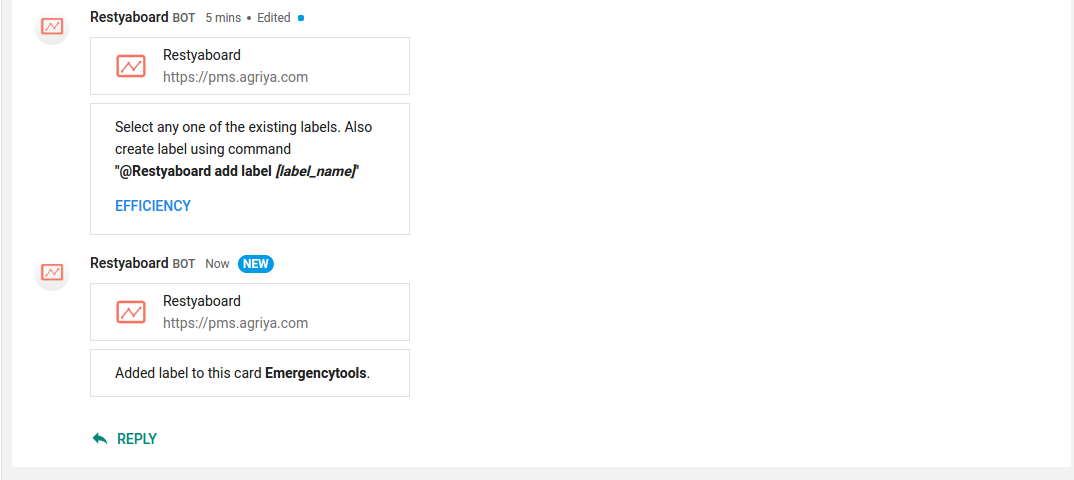 Restyaboard BOT 5 mins • Edited
Restyaboard
https://pms.agriya.com
Select any one of the existing labels. Also
create label using command
"@Restyaboard add label [label_name]"
EFFICIENCY
Restyaboard BOT Now NEW
Restyaboard
https://pms.agriya.com
Added label to this card Emergencytools.
REPLY